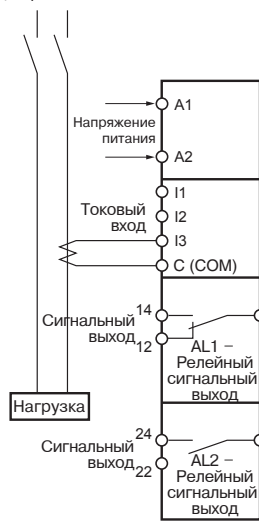 A1
Напряжение
питания
A2
I1
Токовый
вход
I2
I3
C (COM)
Сигнальный
выход
14
12
AL1 –
Релейный
сигнальный
выход
Нагрузка
Сигнальный
выход
24
22
AL2 –
Релейный
сигнальный
выход